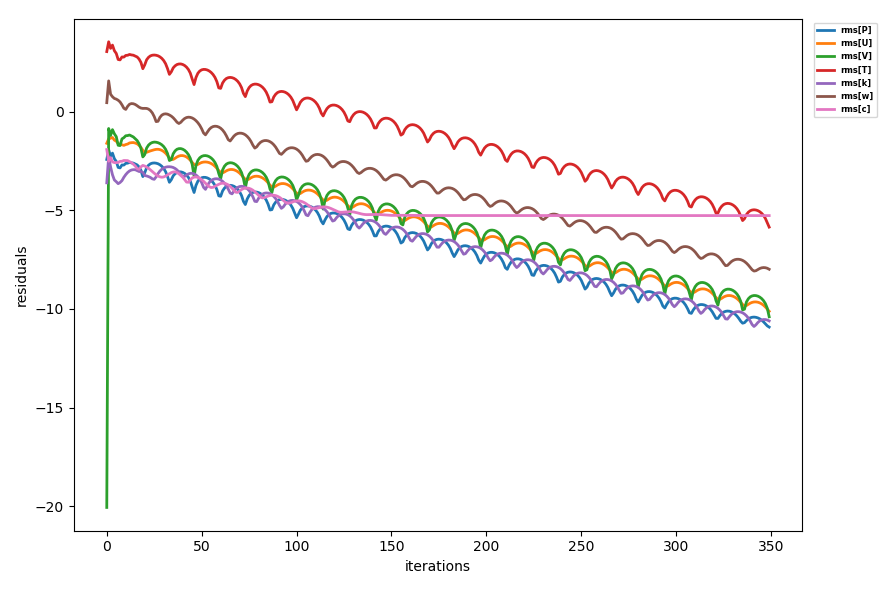 0
−5
−10
−15
−20
residuals
0
50
100
150
200
250
300
350
iterations
rms[P]
rms[U]
rms[V]
rms[T]
rms[k]
rms[w]
rms[c]